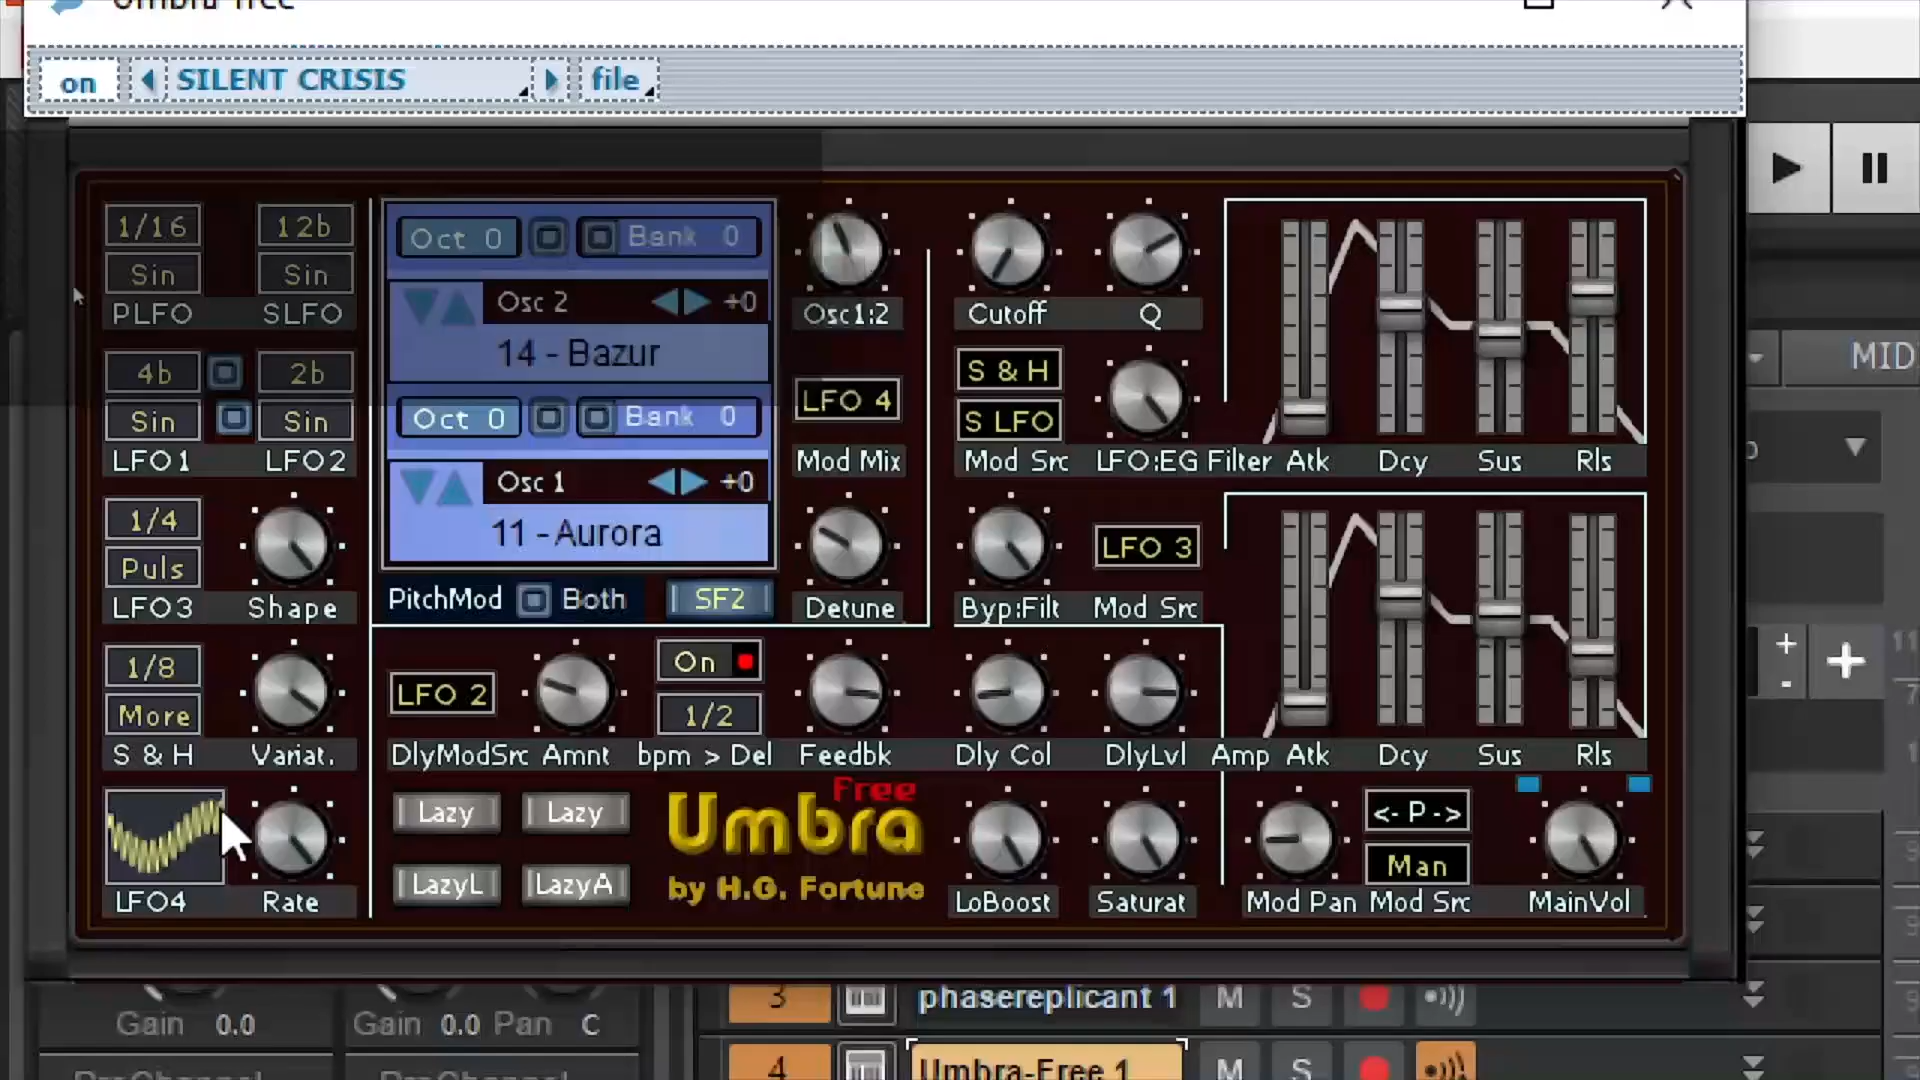 Umbra-free
on
SILENT CRISIS
file
1/16
12b
Sin
Sin
PLFO
SLFO
4b
2b
Sin
Sin
LFO1
LFO2
1/4
Puls
LFO3
Shape
1/8
More
S & H
Variat.
LFO4
Rate
Oct 0
Bank 0
Osc 2
+0
14 - Bazur
Oct 0
Bank 0
Osc 1
+0
11 - Aurora
PitchMod
Both
SF2
Osc1:2
LFO 4
Mod Mix
Detune
Cutoff
Q
S & H
S LFO
Mod Src
LFO:EG
Filter
Atk
Dcy
Sus
Rls
LFO 3
Byp:Filt
Mod Src
LFO 2
On
1/2
DlyModSrc
Amnt
bpm > Del
Feedbk
Dly Col
DlyLvl
Amp
Atk
Dcy
Sus
Rls
Lazy
Lazy
LazyL
LazyA
Free
Umbra
by H.G. Fortune
LoBoost
Saturat
<- P ->
Man
Mod Pan
Mod Src
MainVol
MID
Gain 0.0
Gain 0.0 Pan C
3
phasereplicant 1
M
S
4
Umbra-Free 1
M
S